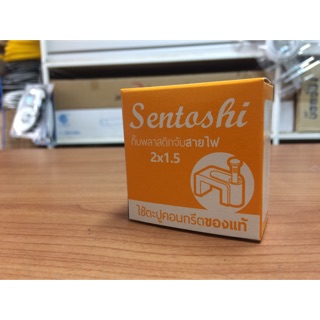 Sentoshi
กิ๊บพลาสติกจับสายไฟ
2x1.5
ใช้ตะปูคอนกรีตของแท้